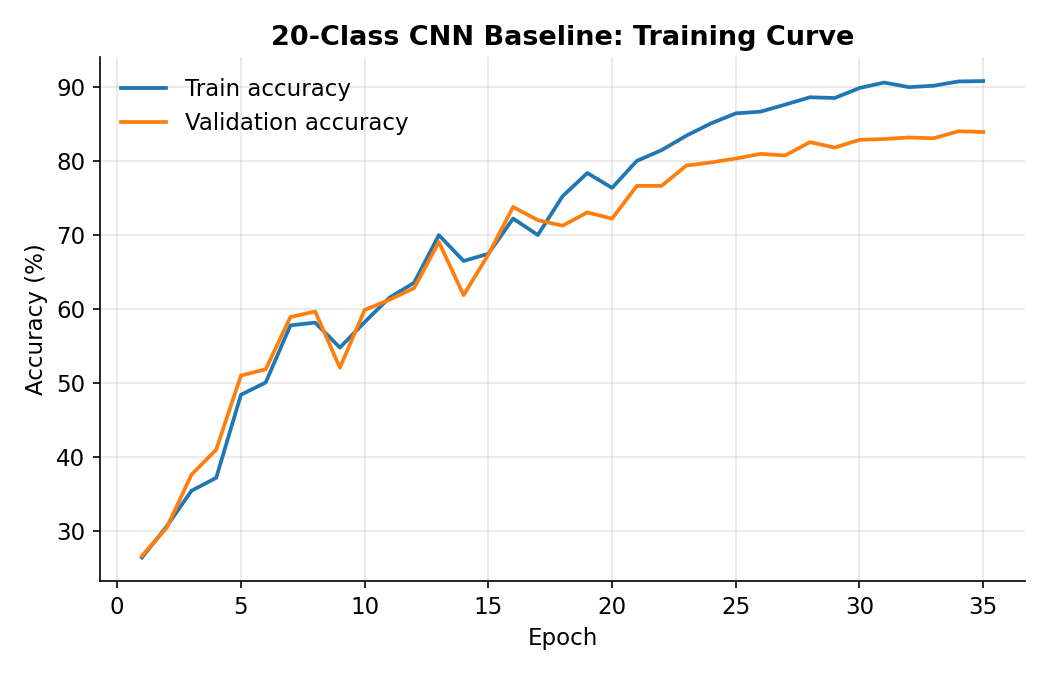 20-Class CNN Baseline: Training Curve
Train accuracy
Validation accuracy
Accuracy (%)
90
80
70
60
50
40
30
0 5 10 15 20 25 30 35
Epoch